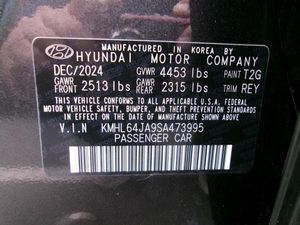 MANUFACTURED IN KOREA BY
HYUNDAI MOTOR COMPANY
DEC/2024 GVWR 4453 lbs PAINT T2G
GAWR FRONT 2513 lbs GAWR REAR 2315 lbs TRIM REY
THIS VEHICLE CONFORMS TO ALL APPLICABLE U.S.
FEDERAL MOTOR VEHICLE SAFETY, BUMPER, AND THEFT
PREVENTION STANDARDS IN EFFECT ON THE DATE OF
MANUFACTURE SHOWN ABOVE.
V.I.N KMHL64JA9SA473995
PASSENGER CAR